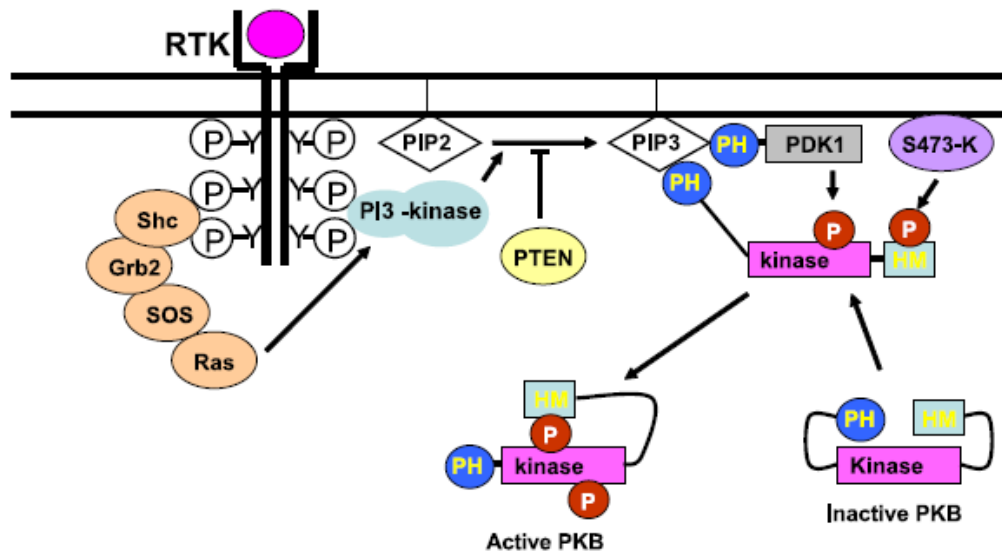 RTK
P Y Y P
PIP2
PIP3
PH
PDK1
S473-K
P Y Y P
PH
Shc
PI3 -kinase
P Y Y P
P
P
Grb2
PTEN
kinase
HM
SOS
Ras
HM
P
PH
HM
PH
kinase
Kinase
P
Inactive PKB
Active PKB